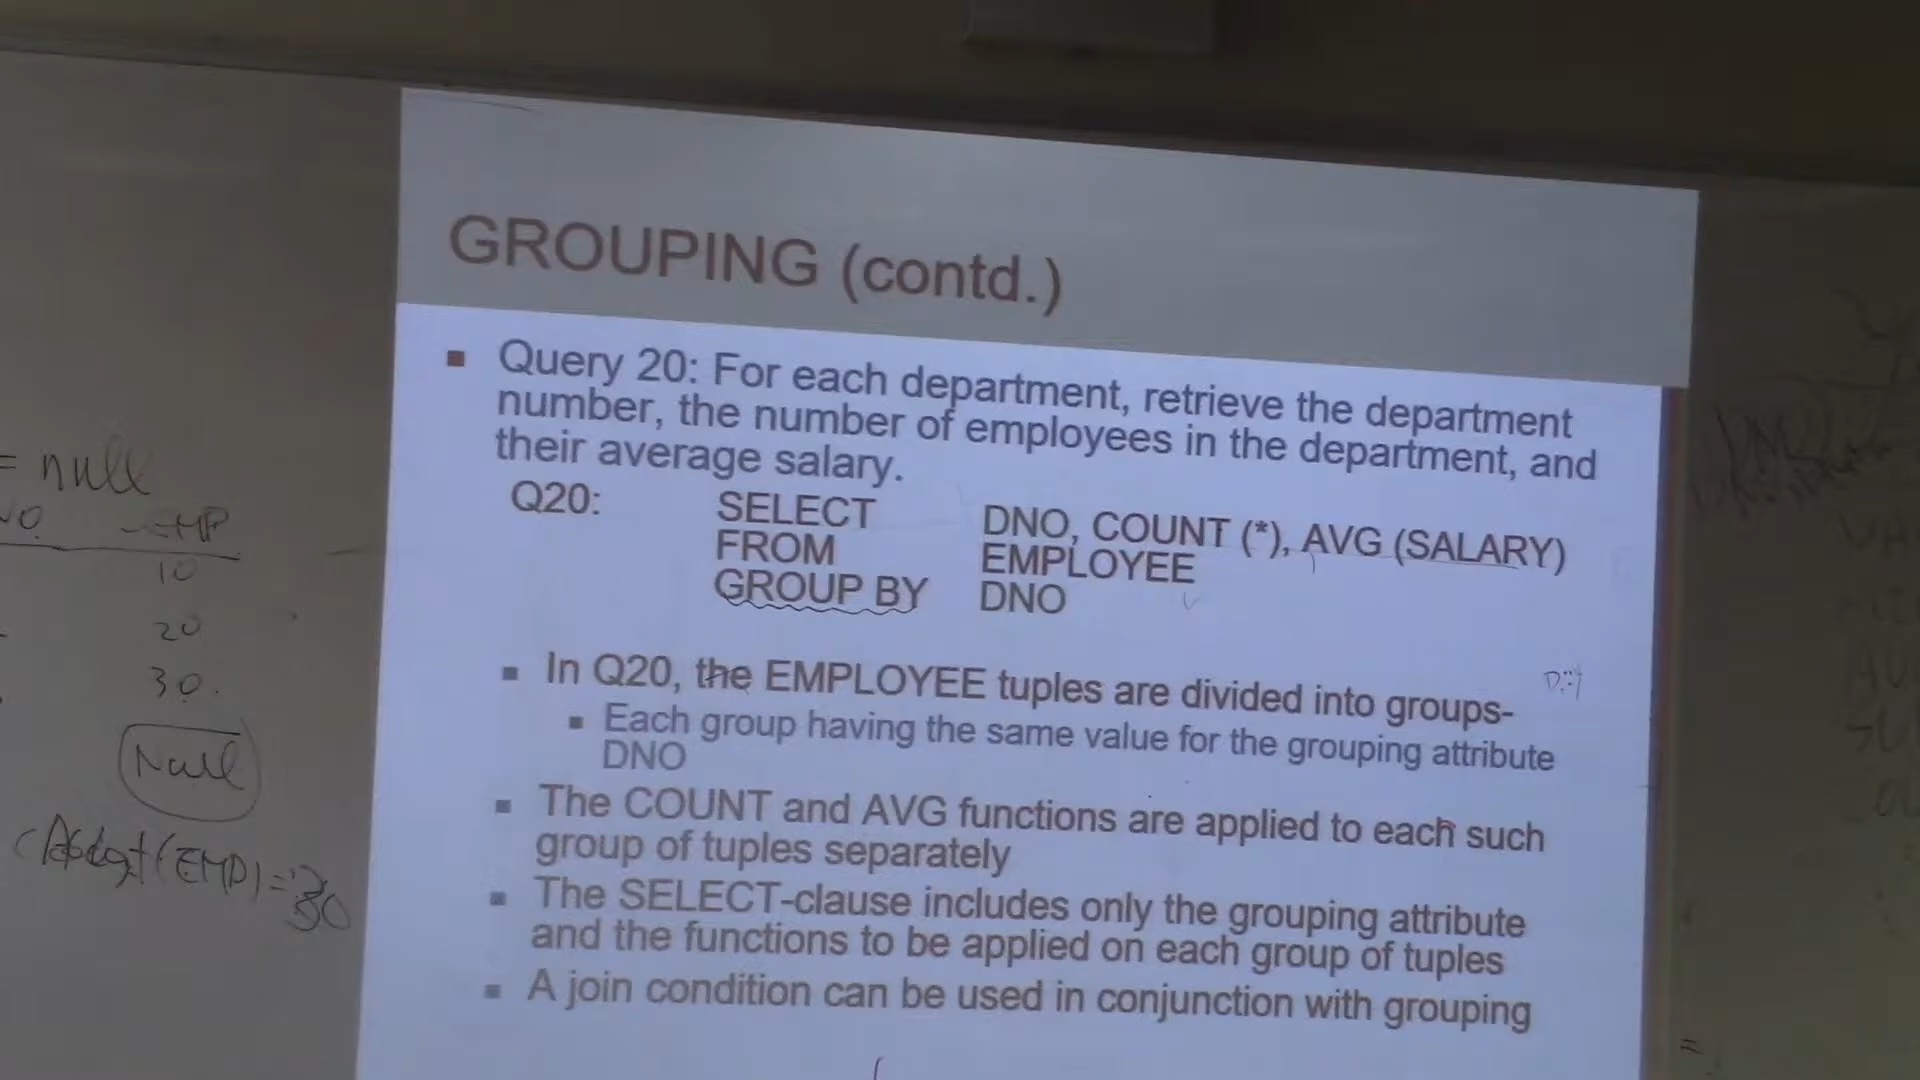 GROUPING (contd.)
▪ Query 20: For each department, retrieve the department
number, the number of employees in the department, and
their average salary.
Q20: SELECT DNO, COUNT (*), AVG (SALARY)
FROM EMPLOYEE
GROUP BY DNO
▪ In Q20, the EMPLOYEE tuples are divided into groups-
▪ Each group having the same value for the grouping attribute
DNO
▪ The COUNT and AVG functions are applied to each such
group of tuples separately
▪ The SELECT-clause includes only the grouping attribute
and the functions to be applied on each group of tuples
▪ A join condition can be used in conjunction with grouping
= null
10
20
30.
Null
(EMP) = 30